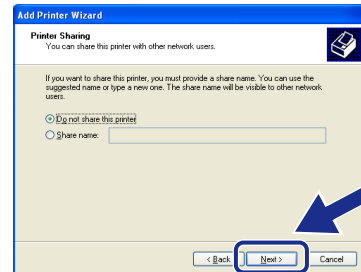 Add Printer Wizard
Printer Sharing
You can share this printer with other network users.
If you want to share this printer, you must provide a share name. You can use the
suggested name or type a new one. The share name will be visible to other network
users.
Do not share this printer
Share name:
< Back
Next >
Cancel